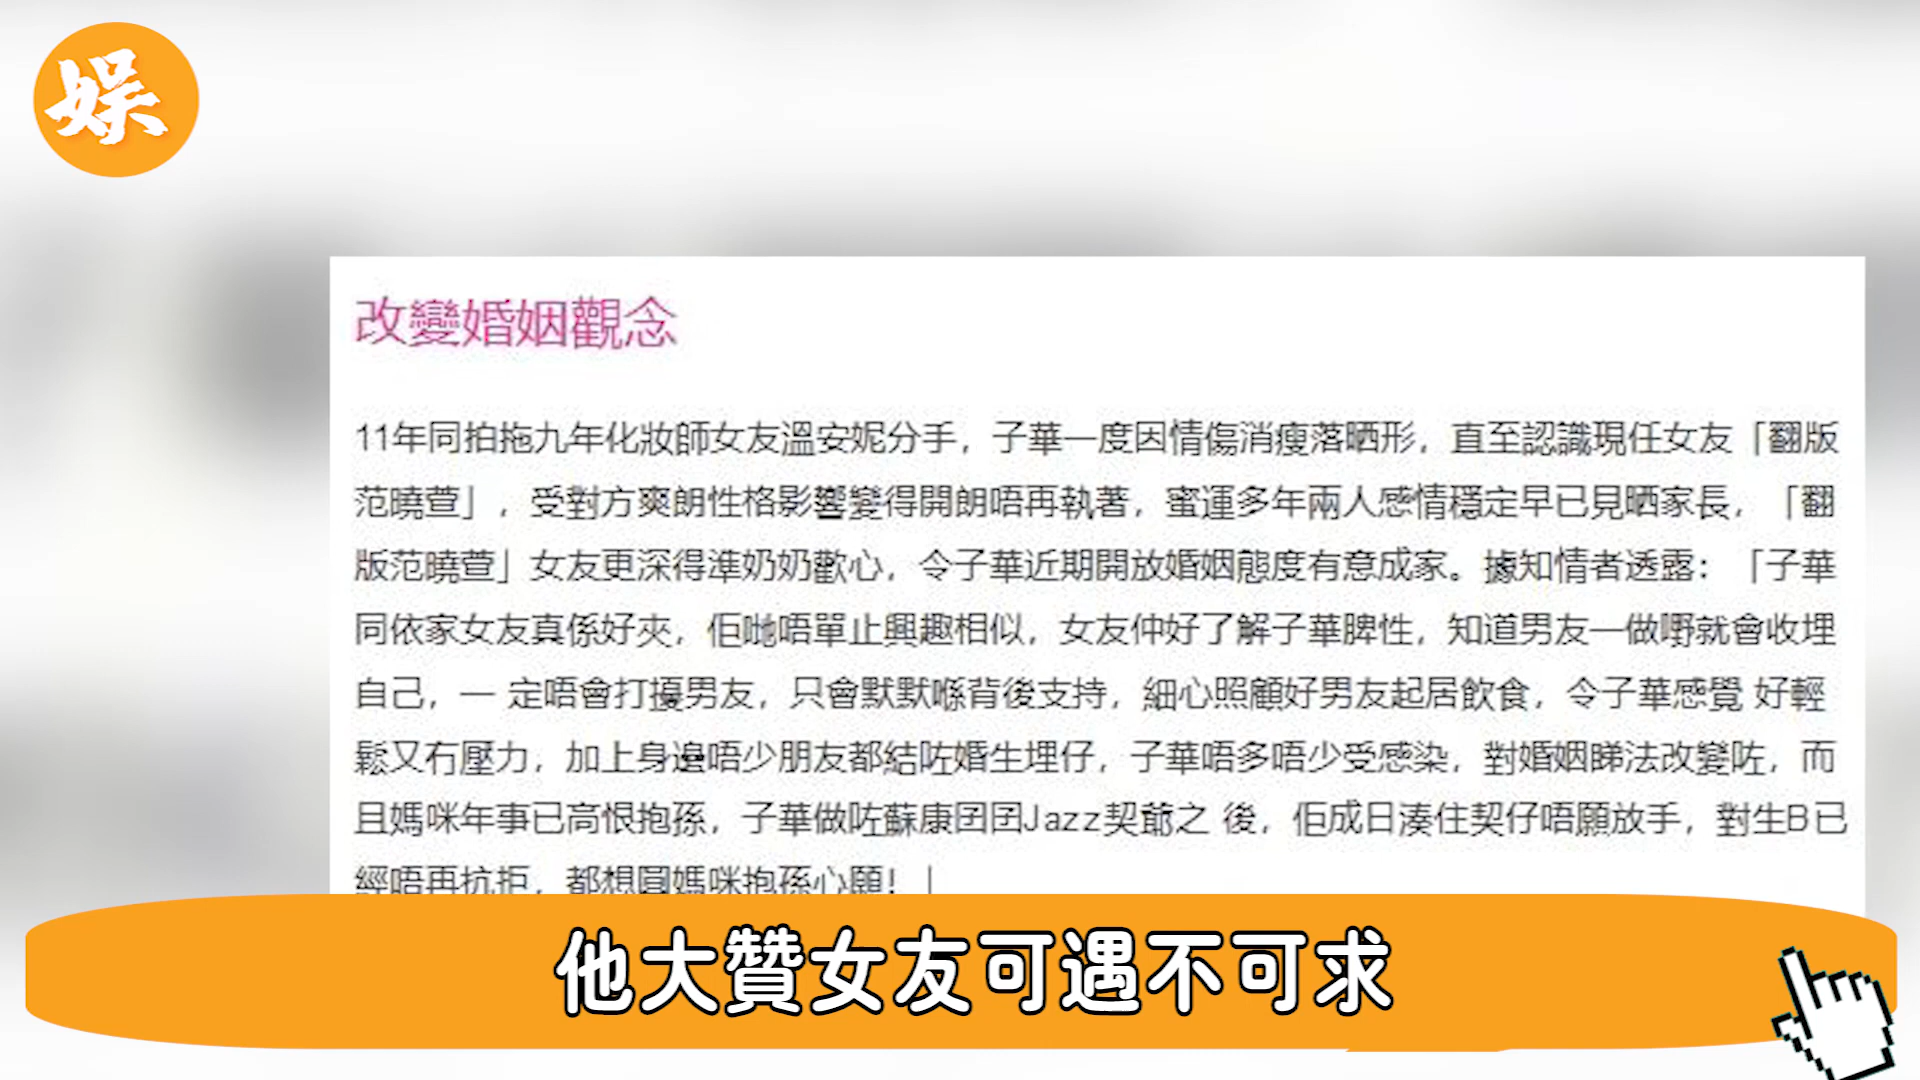 娱
改變婚姻觀念
11年同拍拖九年化妝師女友溫安妮分手，子華一度因情傷消瘦落晒形，直至認識現任女友「翻版
范曉萱」，受對方爽朗性格影響變得開朗唔再執著，蜜運多年兩人感情穩定早已見晒家長，「翻
版范曉萱」女友更深得準奶奶歡心，令子華近期開放婚姻態度有意成家。據知情者透露：「子華
同依家女友真係好夾，佢哋唔單止興趣相似，女友仲好了解子華脾性，知道男友一做嘢就會收埋
自己，一 定唔會打擾男友，只會默默喺背後支持，細心照顧好男友起居飲食，令子華感覺 好輕
鬆又冇壓力，加上身邊唔少朋友都結咗婚生埋仔，子華唔多唔少受感染，對婚姻睇法改變咗，而
且媽咪年事已高恨抱孫，子華做咗蘇康囝囝Jazz契爺之 後，佢成日湊住契仔唔願放手，對生B已
經唔再抗拒，都想圓媽咪抱孫心願！
他大贊女友可遇不可求